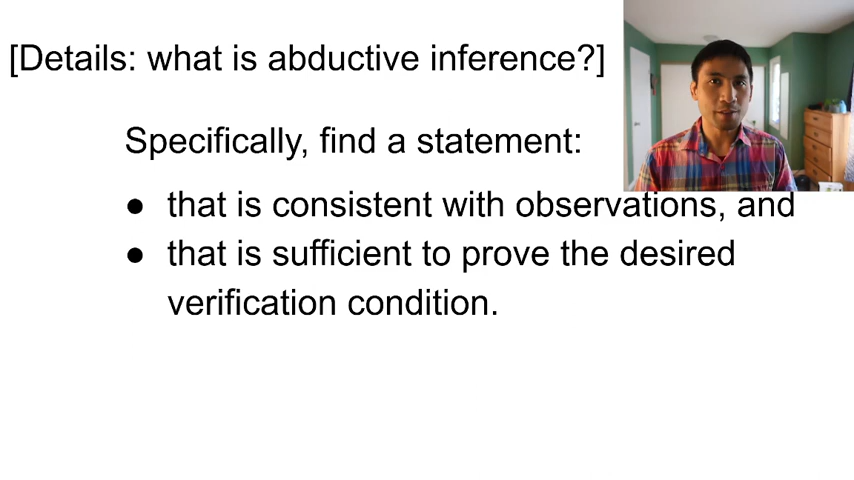 [Details: what is abductive inference?]
Specifically, find a statement:
● that is consistent with observations, and
● that is sufficient to prove the desired
verification condition.